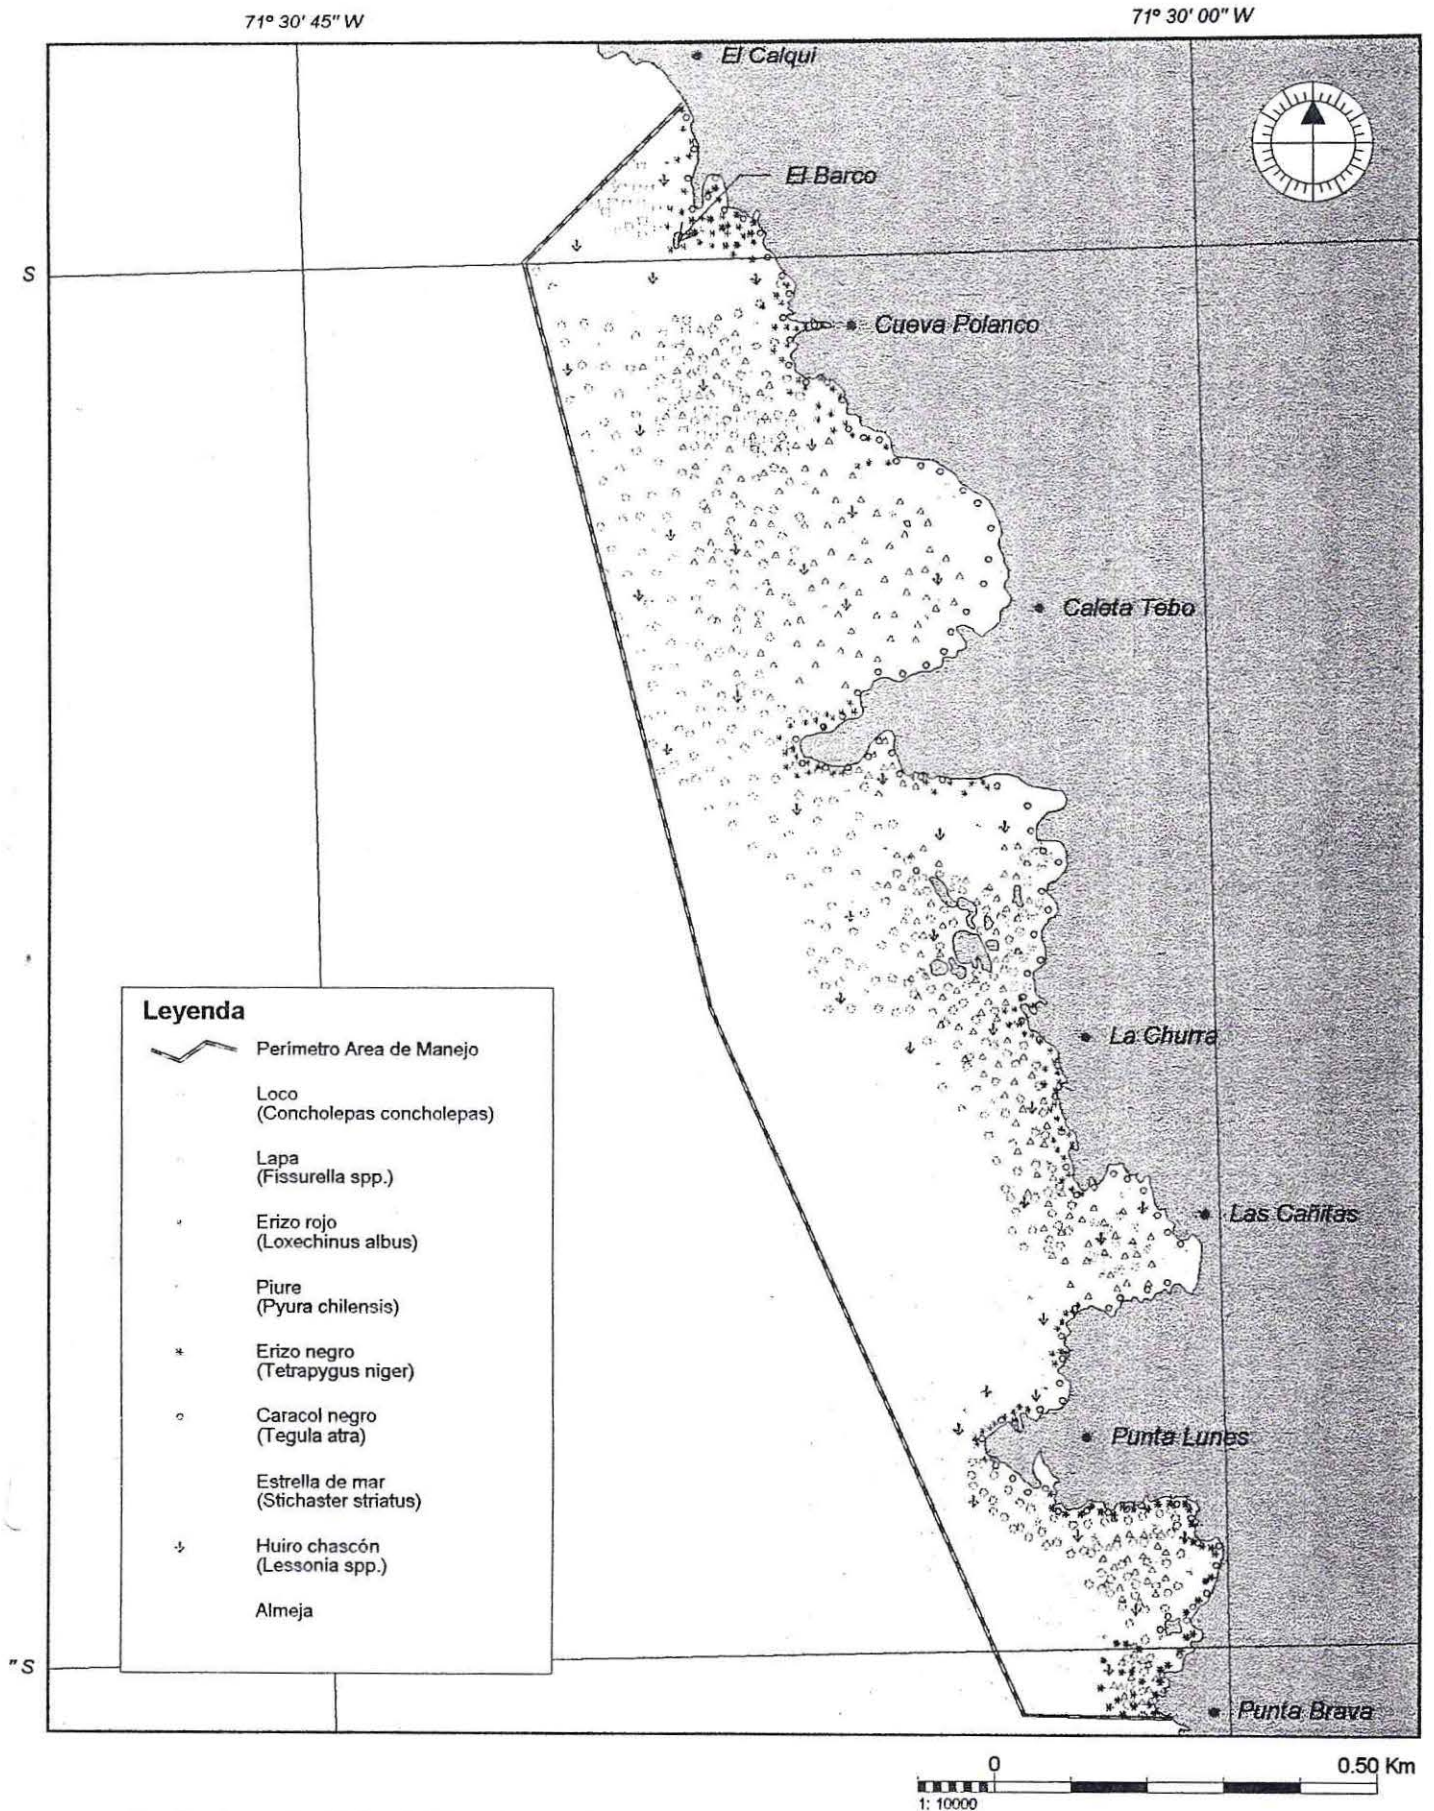 71º 30' 45" W
71º 30' 00" W
El Calqui
El Barco
S
Cueva Polanco
Caleta Tebo
Leyenda
Perimetro Area de Manejo
Loco
(Concholepas concholepas)
Lapa
(Fissurella spp.)
Erizo rojo
(Loxechinus albus)
Piure
(Pyura chilensis)
Erizo negro
(Tetrapygus niger)
Caracol negro
(Tegula atra)
Estrella de mar
(Stichaster striatus)
Huiro chascón
(Lessonia spp.)
Almeja
La Churra
Las Cañitas
Punta Lunes
" S
Punta Brava
0
0.50 Km
1: 10000